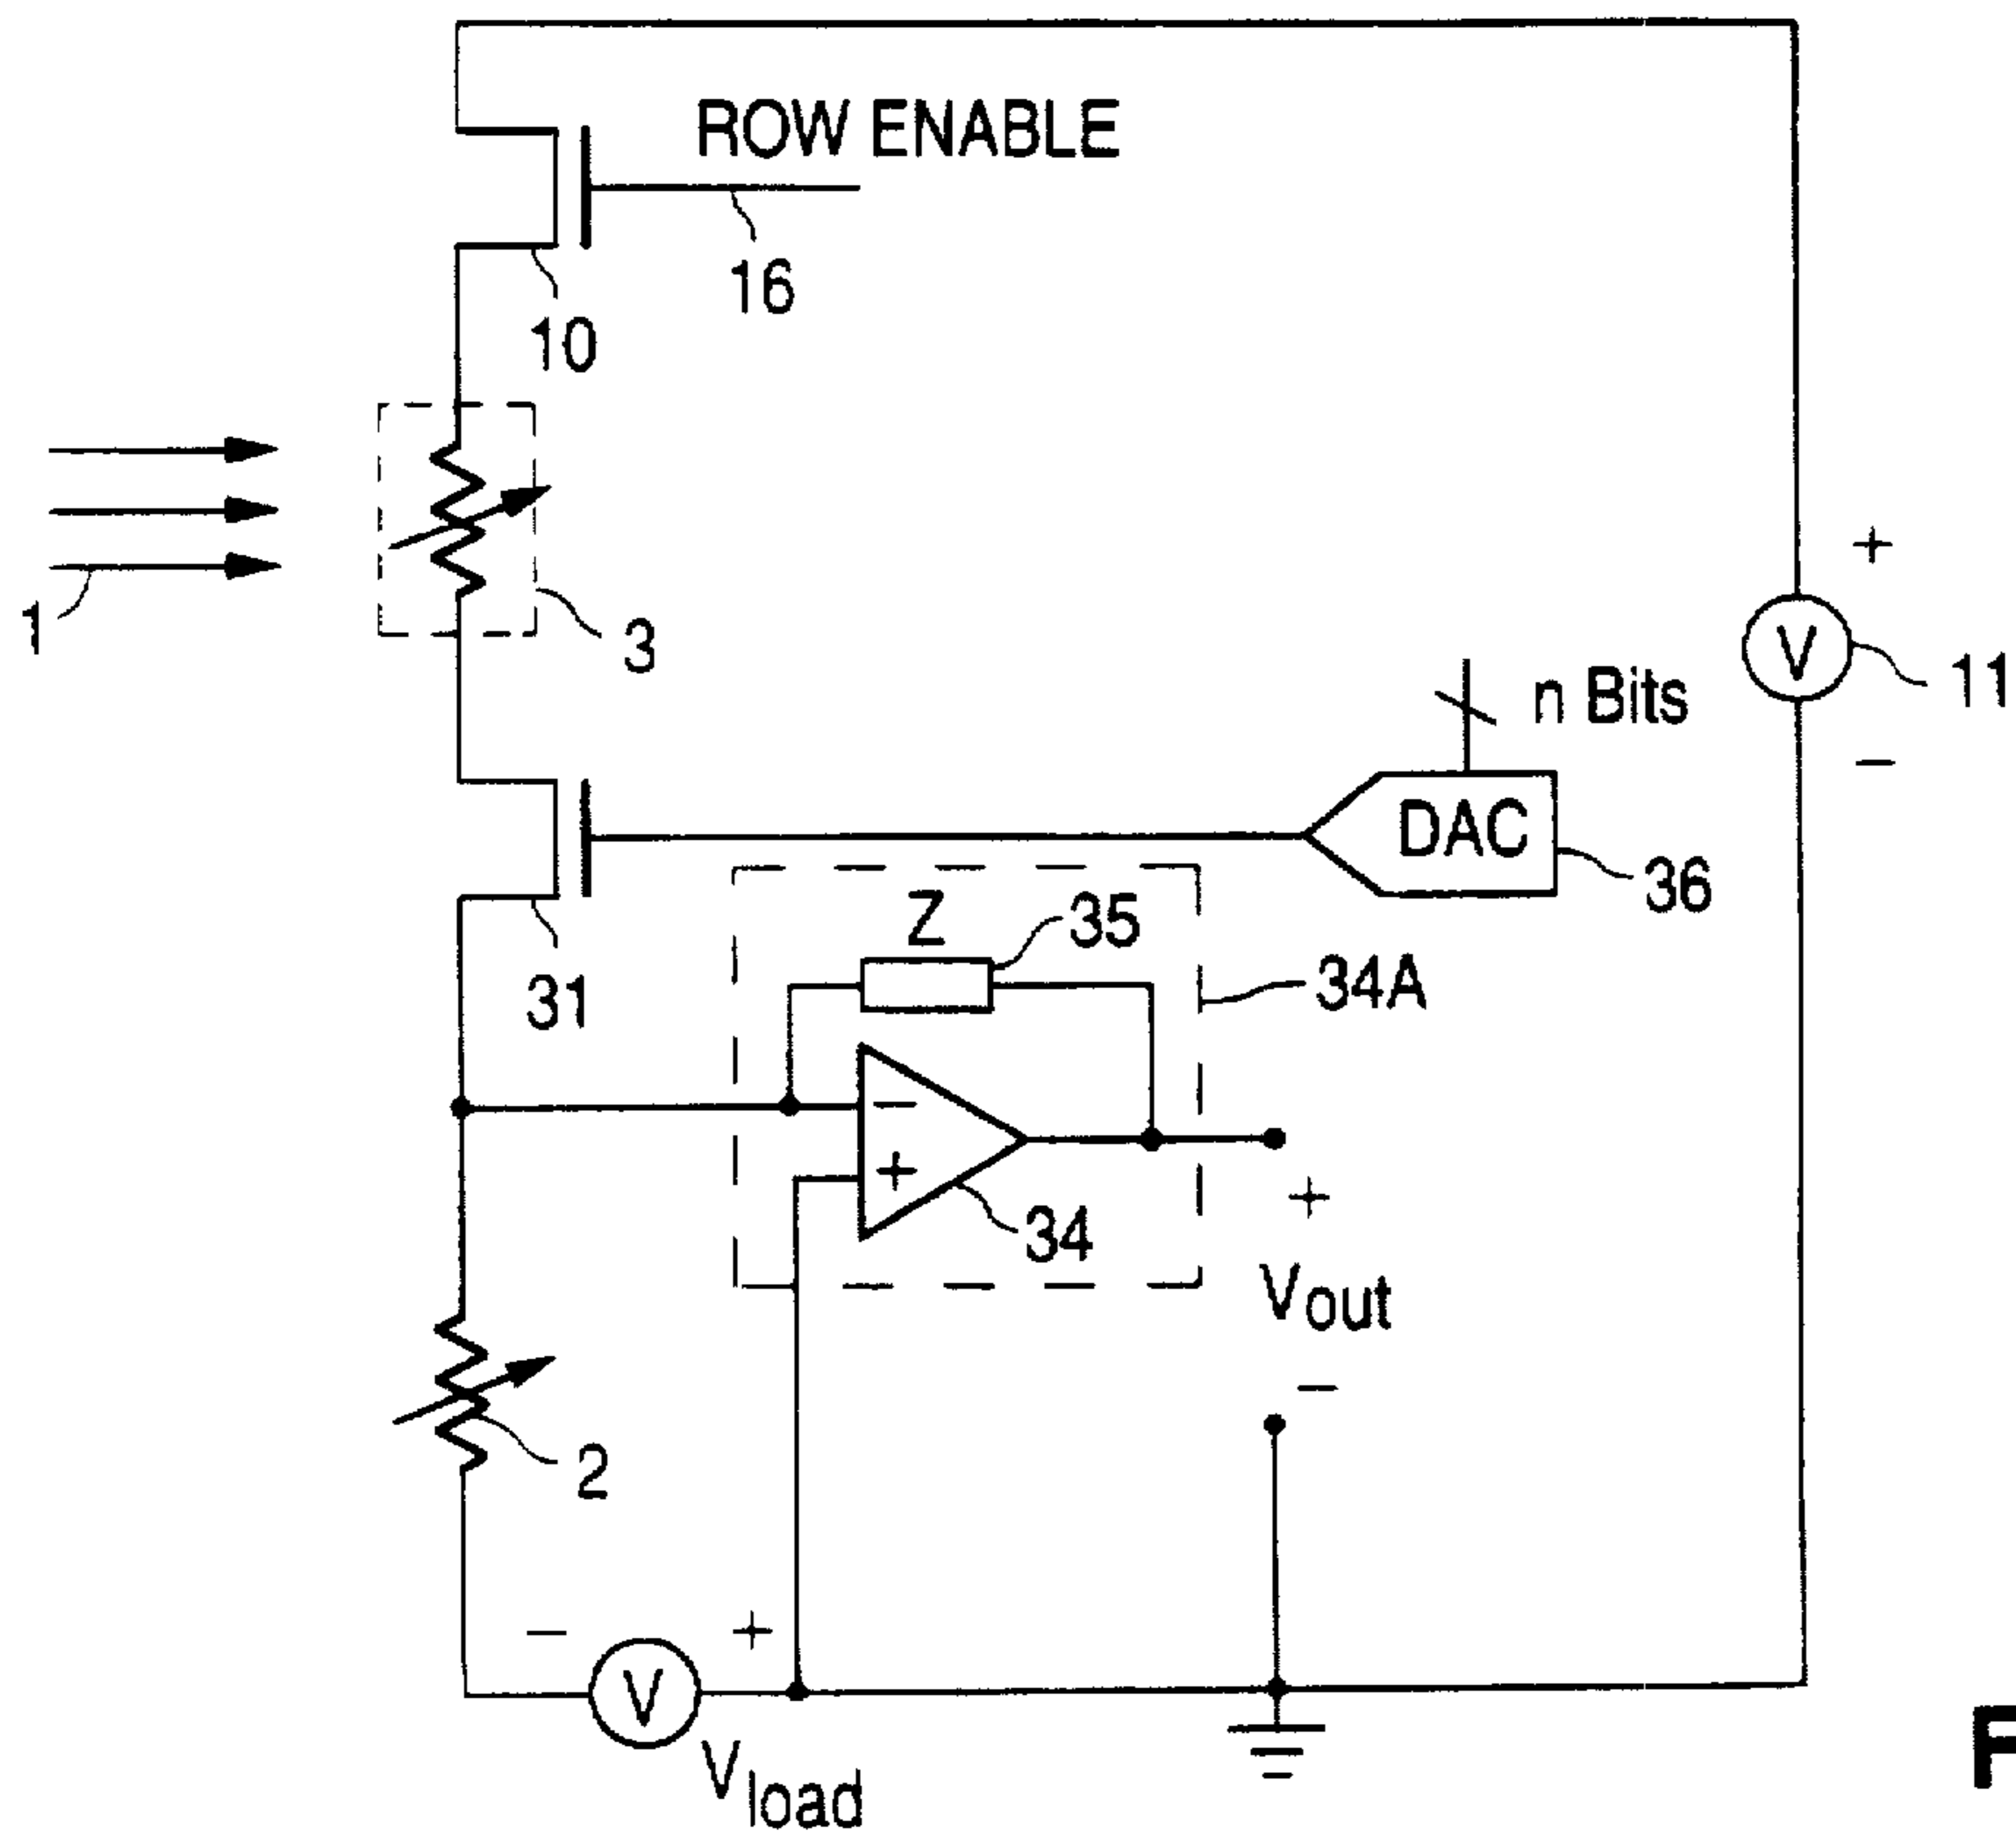 ROW ENABLE
16
10
1
3
+
V
11
−
n Bits
DAC
36
31
Z
35
34A
−
+
34
+
Vout
−
2
−
+
V
Vload
F